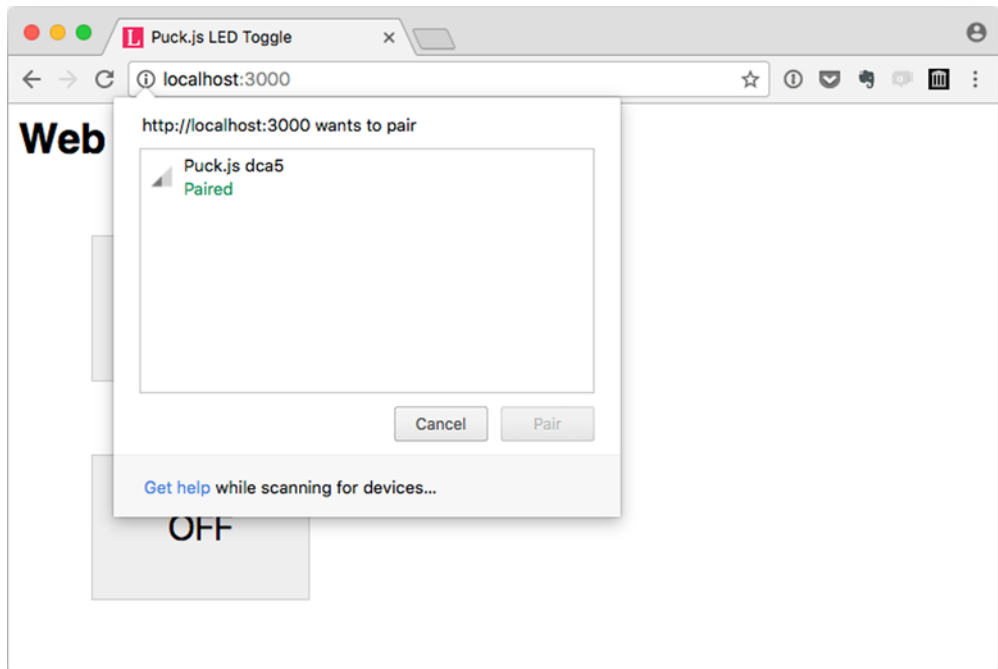 L Puck.js LED Toggle
localhost:3000
http://localhost:3000 wants to pair
Web
Puck.js dca5
Paired
Cancel Pair
Get help while scanning for devices...
OFF